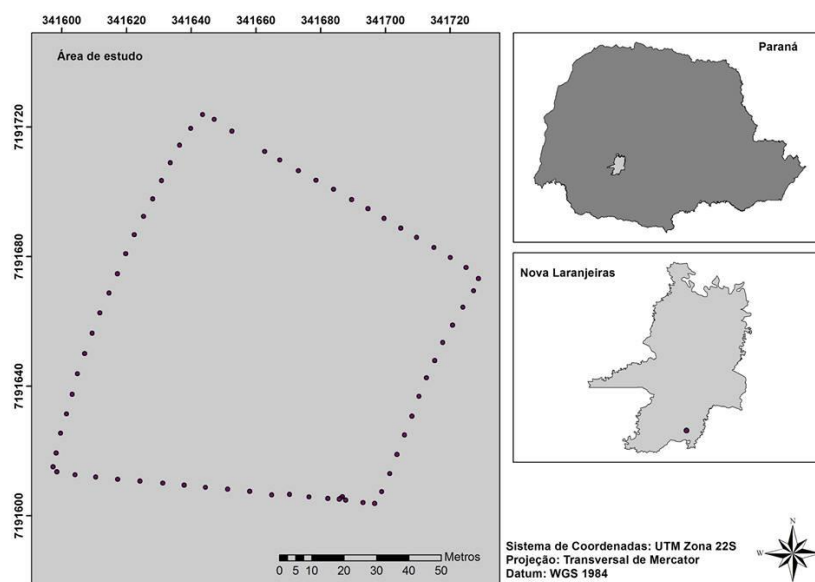 341600 341620 341640 341660 341680 341700 341720
Área de estudo
7191720
7191680
7191640
7191600
Metros
0 5 10 20 30 40 50
Paraná
Nova Laranjeiras
Sistema de Coordenadas: UTM Zona 22S
Projeção: Transversal de Mercator
Datum: WGS 1984
N
W E
S